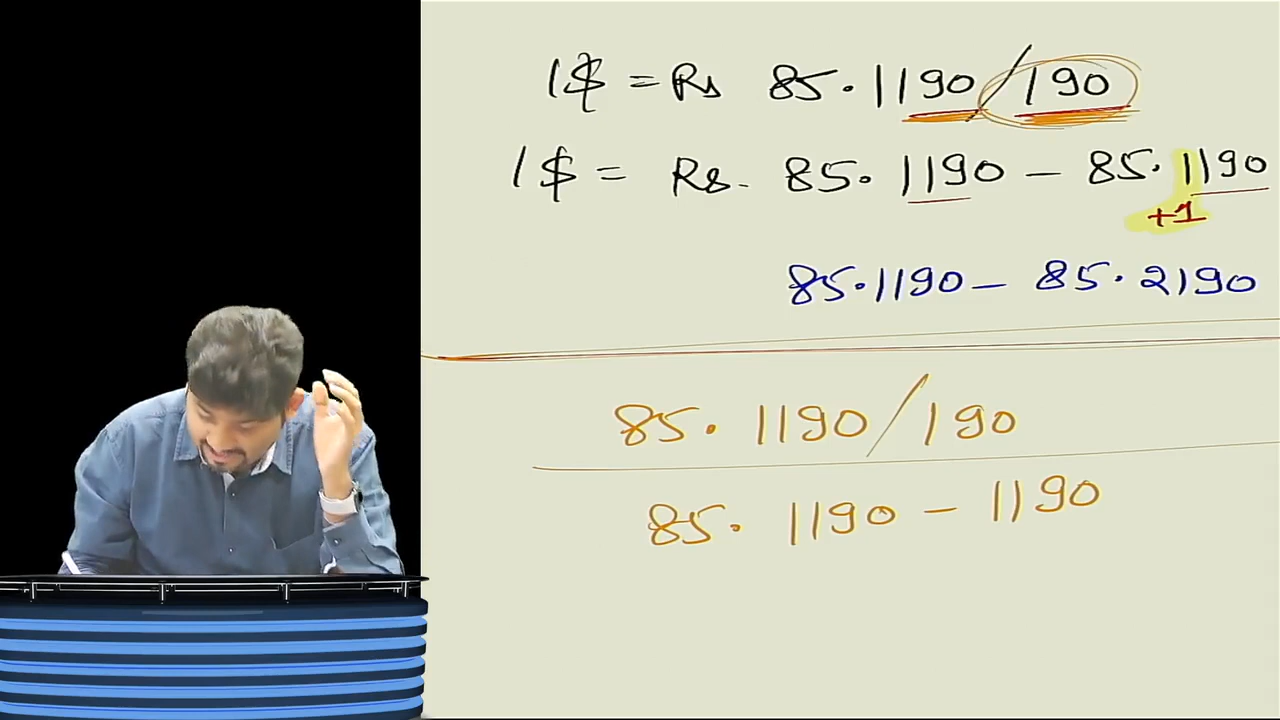 1$ = Rs 85.1190/190
1$ = Rs. 85.1190 - 85.1190
+1
85.1190 - 85.2190
85.1190/190
85.1190 - 1190